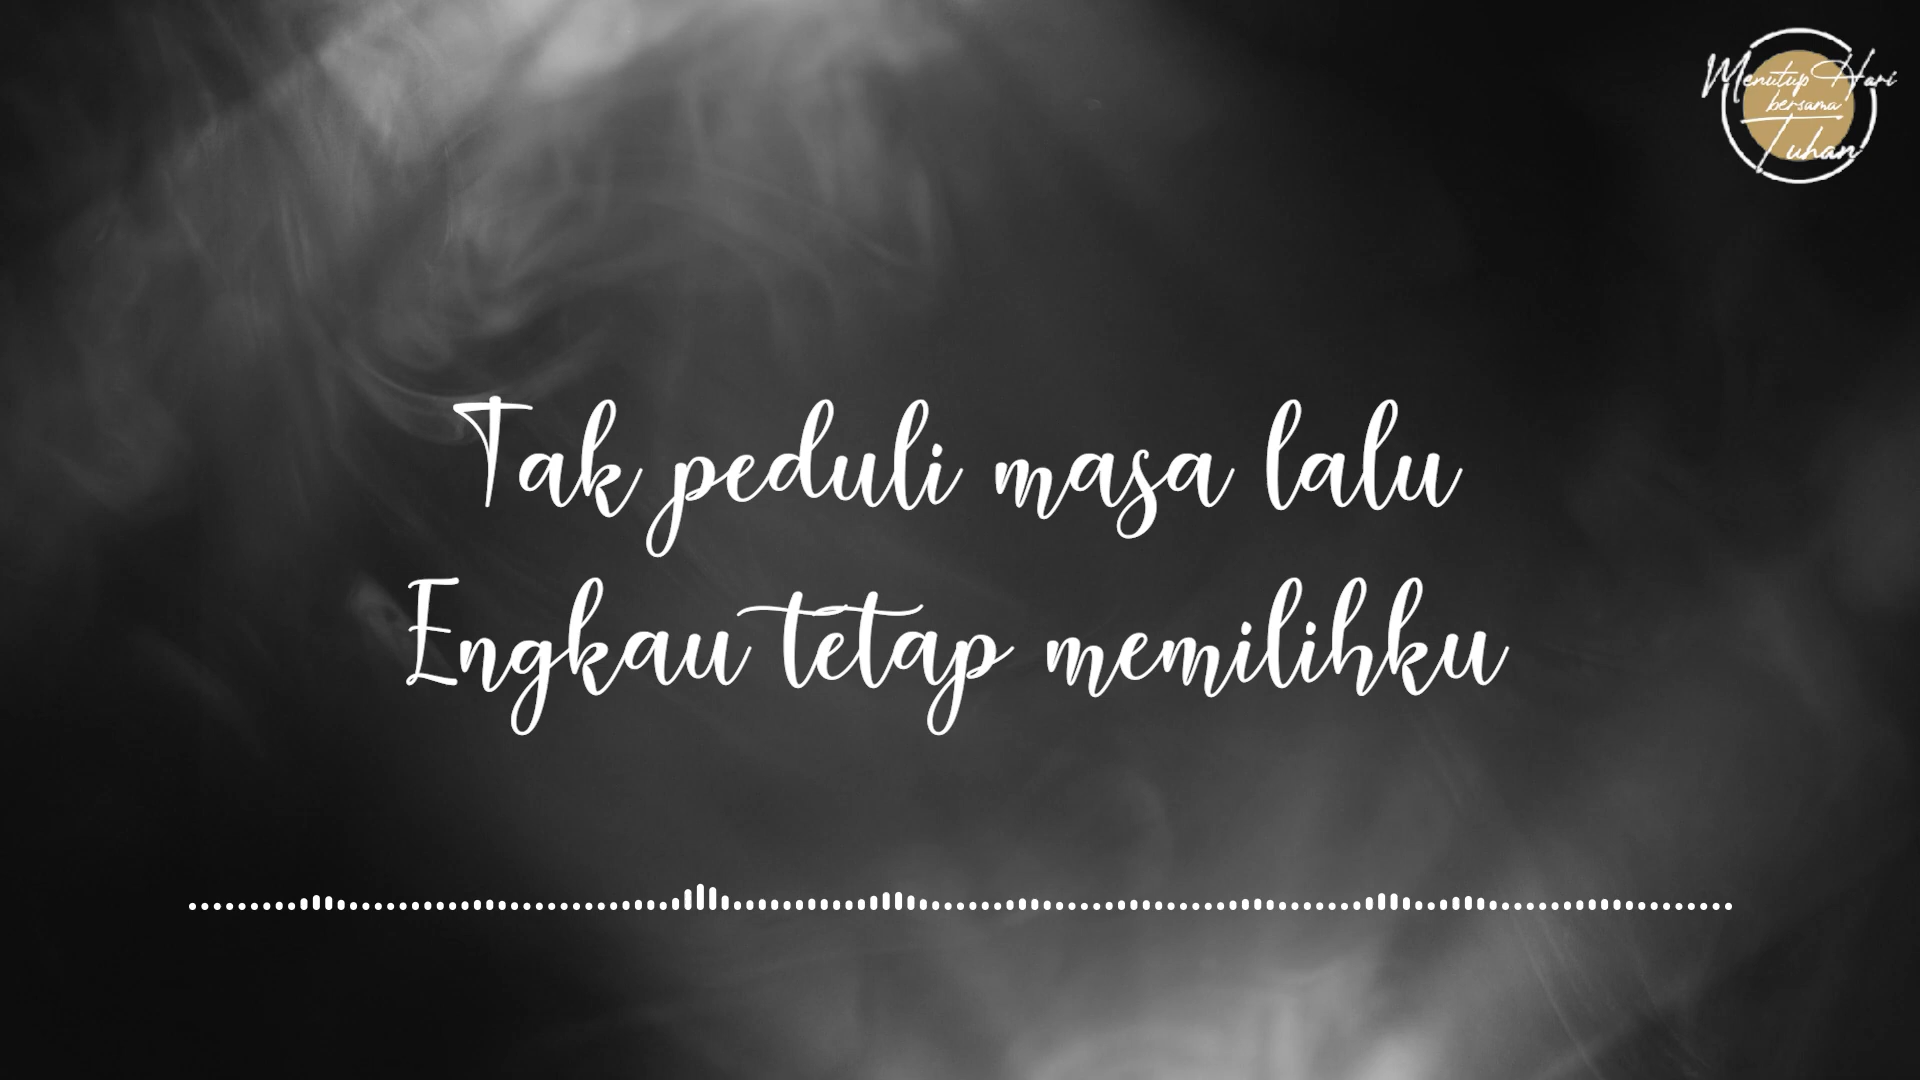 Menutup Hari
bersama
Tuhan
Tak peduli masa lalu
Engkau tetap memilihku